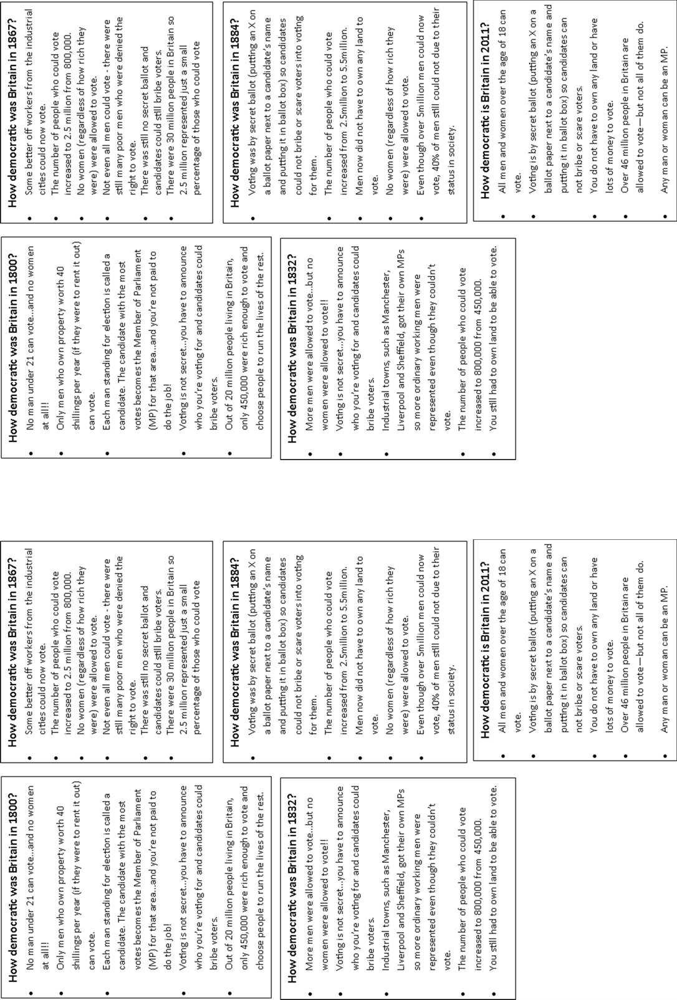 How democratic was Britain in 1800?
• No man under 21 can vote...and no women
at all!!
• Only men who own property worth 40
shillings per year (if they were to rent it out)
can vote.
• Each man standing for election is called a
candidate. The candidate with the most
votes becomes the Member of Parliament
(MP) for that area...and you're not paid to
do the job!
• Voting is not secret...you have to announce
who you're voting for and candidates could
bribe voters.
• Out of 20 million people living in Britain,
only 450,000 were rich enough to vote and
choose people to run the lives of the rest.
How democratic was Britain in 1832?
• More men were allowed to vote...but no
women were allowed to vote!!
• Voting is not secret...you have to announce
who you're voting for and candidates could
bribe voters.
• Industrial towns, such as Manchester,
Liverpool and Sheffield, got their own MPs
so more ordinary working men were
represented even though they couldn't
vote.
• The number of people who could vote
increased to 800,000 from 450,000.
• You still had to own land to be able to vote.
How democratic was Britain in 1867?
• Some better off workers from the industrial
cities could now vote.
• The number of people who could vote
increased to 2.5 million from 800,000.
• No women (regardless of how rich they
were) were allowed to vote.
• Not even all men could vote - there were
still many poor men who were denied the
right to vote.
• There was still no secret ballot and
candidates could still bribe voters.
• There were 30 million people in Britain so
2.5 million represented just a small
percentage of those who could vote
How democratic was Britain in 1884?
• Voting was by secret ballot (putting an X on
a ballot paper next to a candidate's name
and putting it in ballot box) so candidates
could not bribe or scare voters into voting
for them.
• The number of people who could vote
increased from 2.5million to 5.5million.
• Men now did not have to own any land to
vote.
• No women (regardless of how rich they
were) were allowed to vote.
• Even though over 5million men could now
vote, 40% of men still could not due to their
status in society.
How democratic is Britain in 2011?
• All men and women over the age of 18 can
vote.
• Voting is by secret ballot (putting an X on a
ballot paper next to a candidate's name and
putting it in ballot box) so candidates can
not bribe or scare voters.
• You do not have to own any land or have
lots of money to vote.
• Over 46 million people in Britain are
allowed to vote—but not all of them do.
• Any man or woman can be an MP.
How democratic was Britain in 1800?
• No man under 21 can vote...and no women
at all!!
• Only men who own property worth 40
shillings per year (if they were to rent it out)
can vote.
• Each man standing for election is called a
candidate. The candidate with the most
votes becomes the Member of Parliament
(MP) for that area...and you're not paid to
do the job!
• Voting is not secret...you have to announce
who you're voting for and candidates could
bribe voters.
• Out of 20 million people living in Britain,
only 450,000 were rich enough to vote and
choose people to run the lives of the rest.
How democratic was Britain in 1832?
• More men were allowed to vote...but no
women were allowed to vote!!
• Voting is not secret...you have to announce
who you're voting for and candidates could
bribe voters.
• Industrial towns, such as Manchester,
Liverpool and Sheffield, got their own MPs
so more ordinary working men were
represented even though they couldn't
vote.
• The number of people who could vote
increased to 800,000 from 450,000.
• You still had to own land to be able to vote.
How democratic was Britain in 1867?
• Some better off workers from the industrial
cities could now vote.
• The number of people who could vote
increased to 2.5 million from 800,000.
• No women (regardless of how rich they
were) were allowed to vote.
• Not even all men could vote - there were
still many poor men who were denied the
right to vote.
• There was still no secret ballot and
candidates could still bribe voters.
• There were 30 million people in Britain so
2.5 million represented just a small
percentage of those who could vote
How democratic was Britain in 1884?
• Voting was by secret ballot (putting an X on
a ballot paper next to a candidate's name
and putting it in ballot box) so candidates
could not bribe or scare voters into voting
for them.
• The number of people who could vote
increased from 2.5million to 5.5million.
• Men now did not have to own any land to
vote.
• No women (regardless of how rich they
were) were allowed to vote.
• Even though over 5million men could now
vote, 40% of men still could not due to their
status in society.
How democratic is Britain in 2011?
• All men and women over the age of 18 can
vote.
• Voting is by secret ballot (putting an X on a
ballot paper next to a candidate's name and
putting it in ballot box) so candidates can
not bribe or scare voters.
• You do not have to own any land or have
lots of money to vote.
• Over 46 million people in Britain are
allowed to vote—but not all of them do.
• Any man or woman can be an MP.